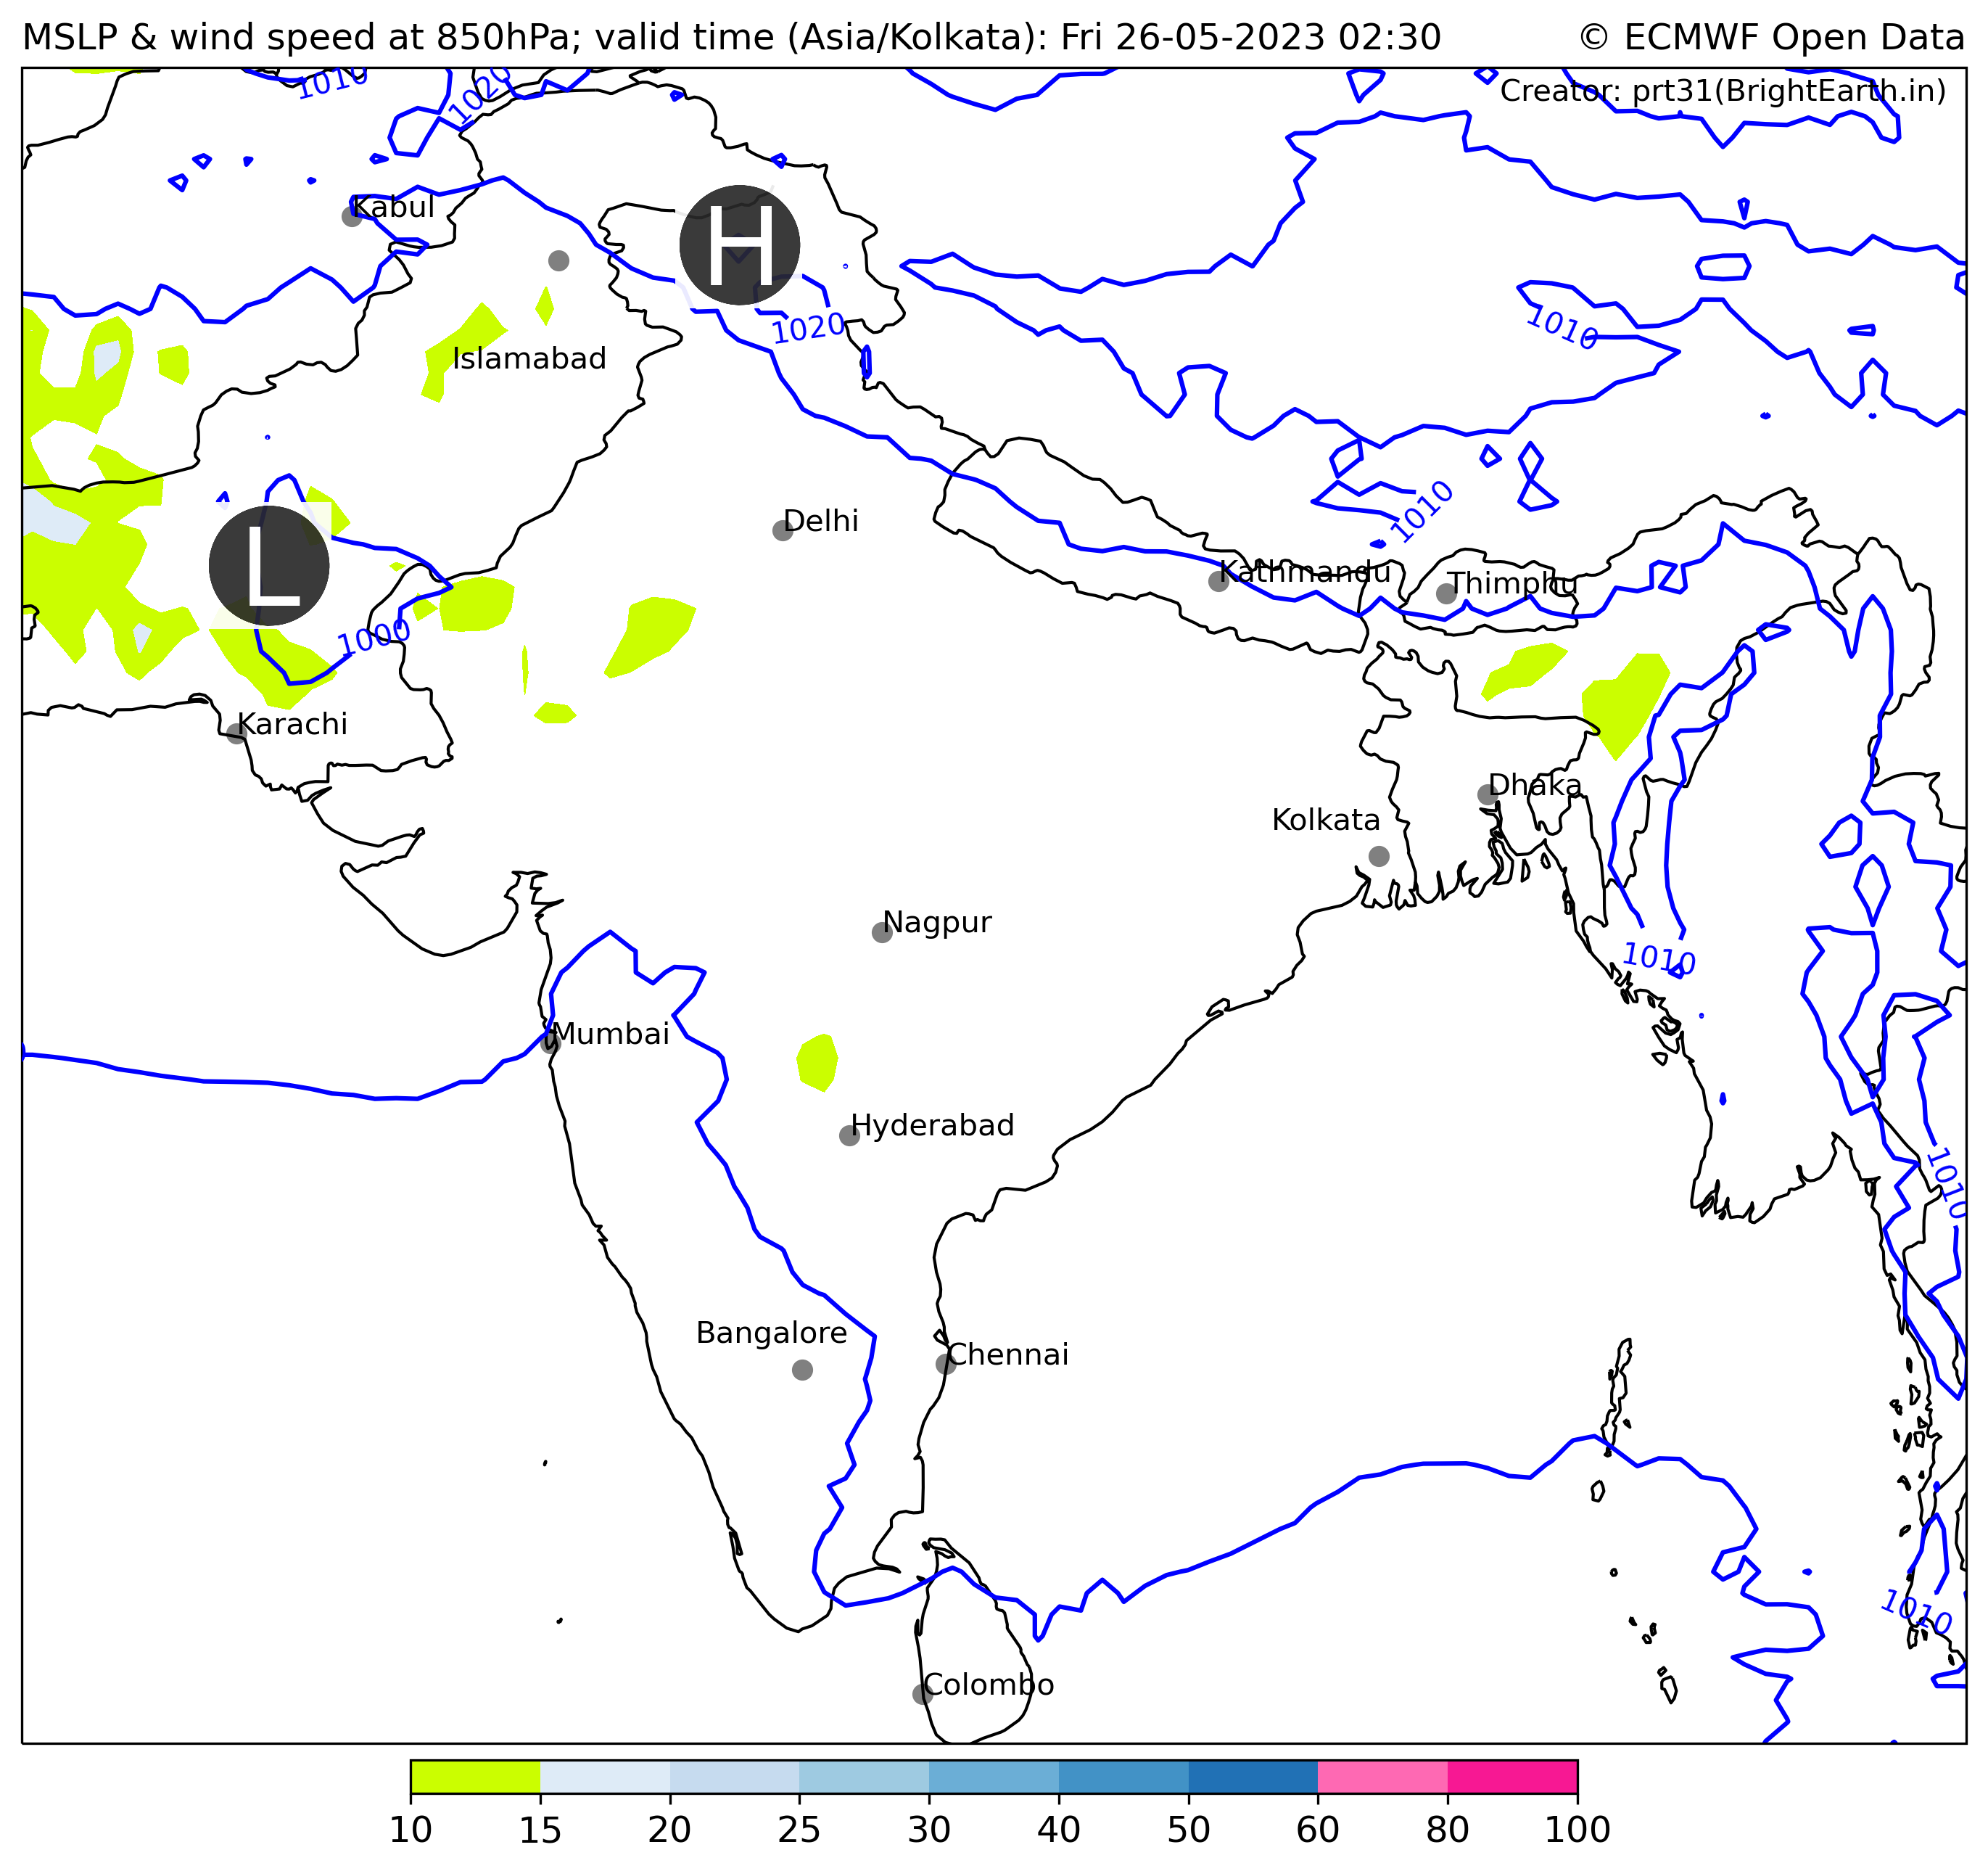 MSLP & wind speed at 850hPa; valid time (Asia/Kolkata): Fri 26-05-2023 02:30
© ECMWF Open Data
Creator: prt31(BrightEarth.in)
1010
1020
Kabul
H
1020
1010
Islamabad
1010
Delhi
L
Kathmandu
Thimphu
1000
Karachi
Dhaka
Kolkata
Nagpur
1010
Mumbai
Hyderabad
1010
Bangalore
Chennai
1010
Colombo
10 15 20 25 30 40 50 60 80 100